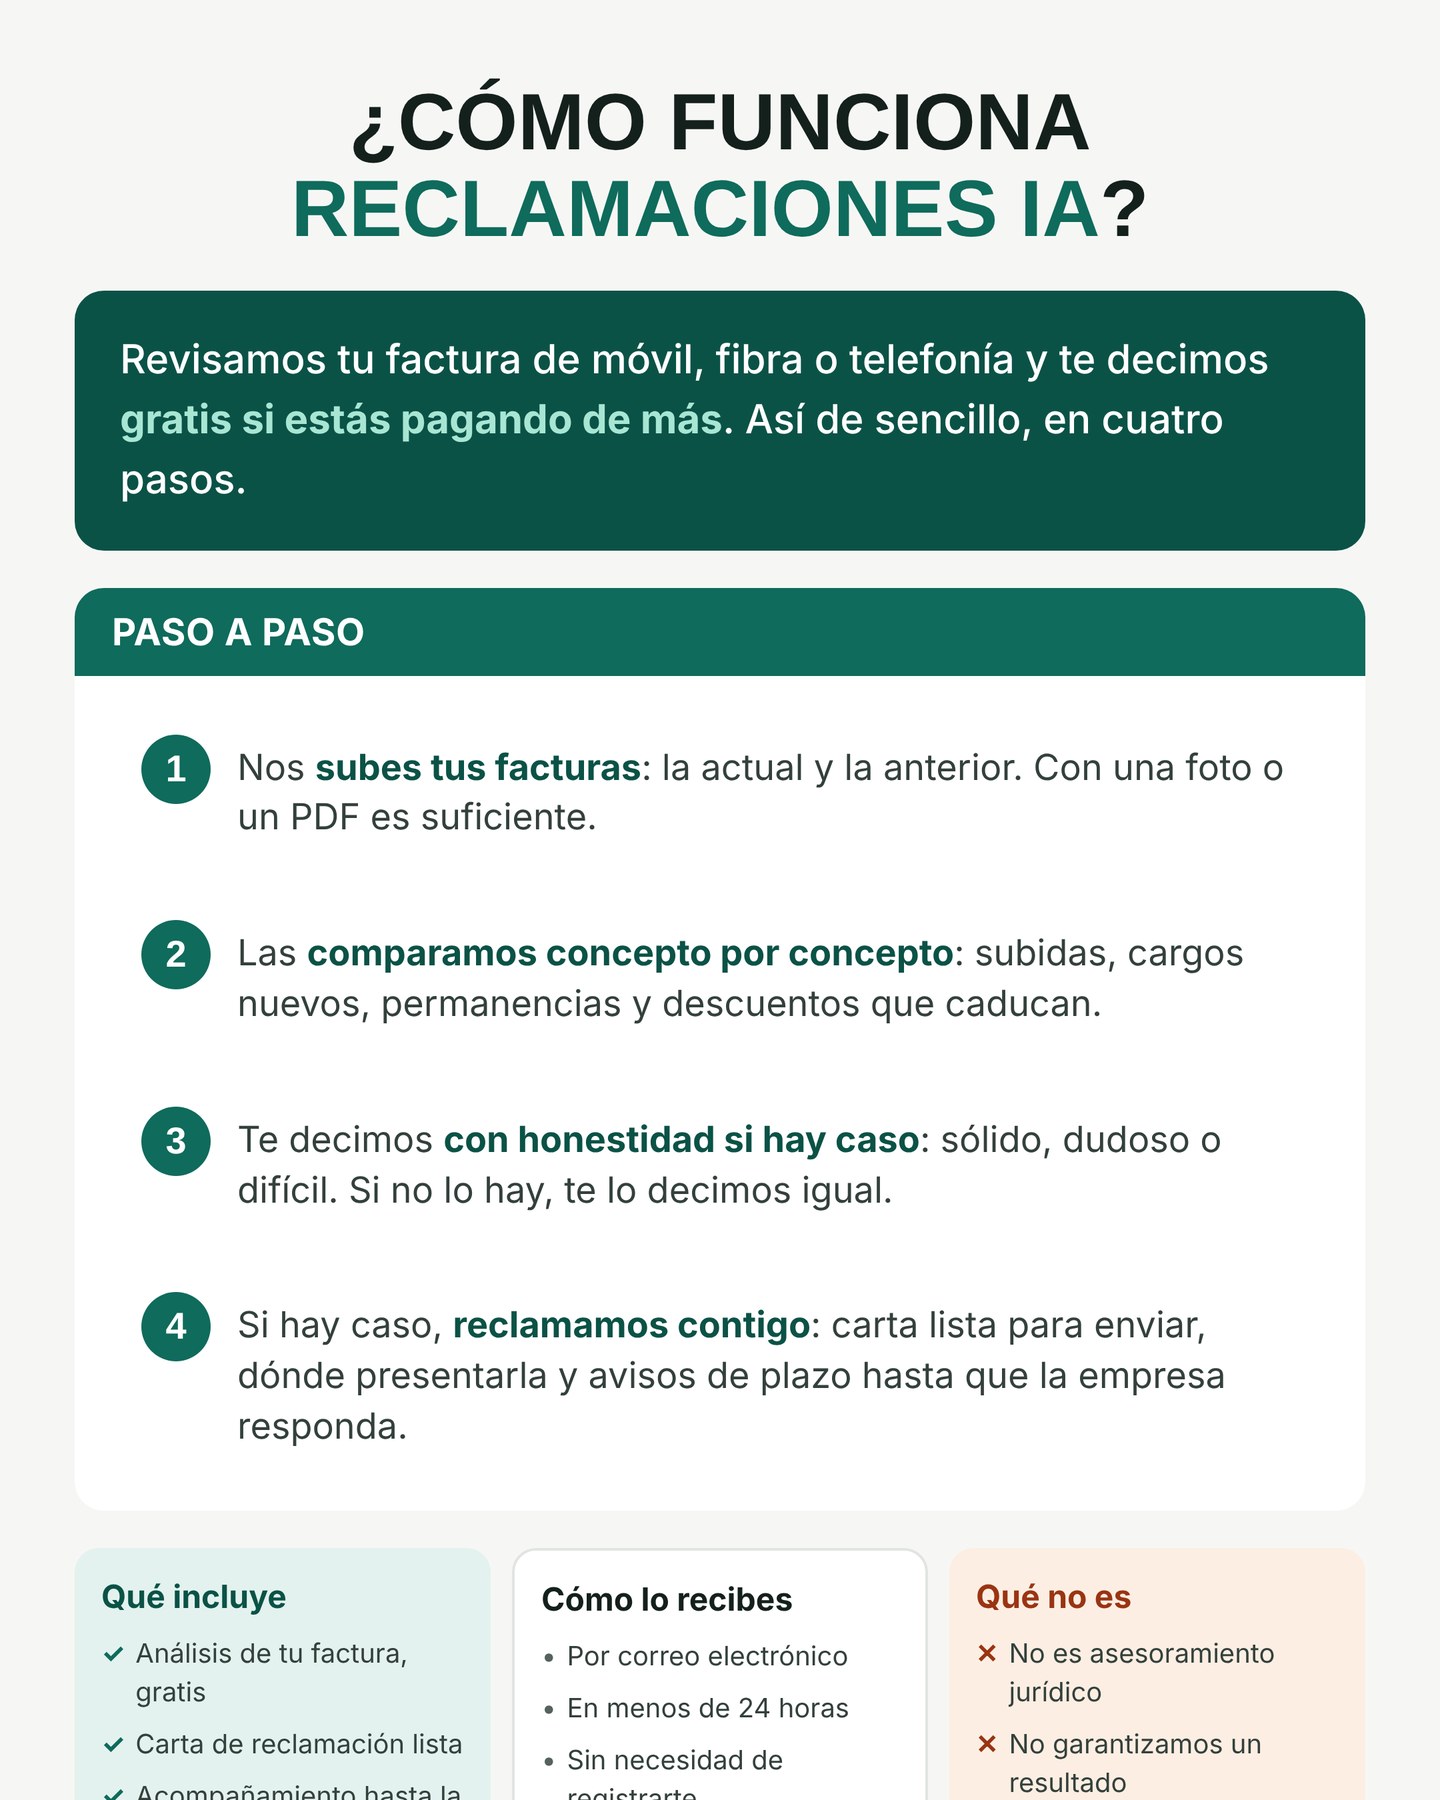 ¿CÓMO FUNCIONA
RECLAMACIONES IA?
Revisamos tu factura de móvil, fibra o telefonía y te decimos
gratis si estás pagando de más. Así de sencillo, en cuatro
pasos.
PASO A PASO
1 Nos subes tus facturas: la actual y la anterior. Con una foto o
un PDF es suficiente.
2 Las comparamos concepto por concepto: subidas, cargos
nuevos, permanencias y descuentos que caducan.
3 Te decimos con honestidad si hay caso: sólido, dudoso o
difícil. Si no lo hay, te lo decimos igual.
4 Si hay caso, reclamamos contigo: carta lista para enviar,
dónde presentarla y avisos de plazo hasta que la empresa
responda.
Qué incluye
✓ Análisis de tu factura,
gratis
✓ Carta de reclamación lista
✓ Acompañamiento hasta la
Cómo lo recibes
• Por correo electrónico
• En menos de 24 horas
• Sin necesidad de
registrarte
Qué no es
✕ No es asesoramiento
jurídico
✕ No garantizamos un
resultado